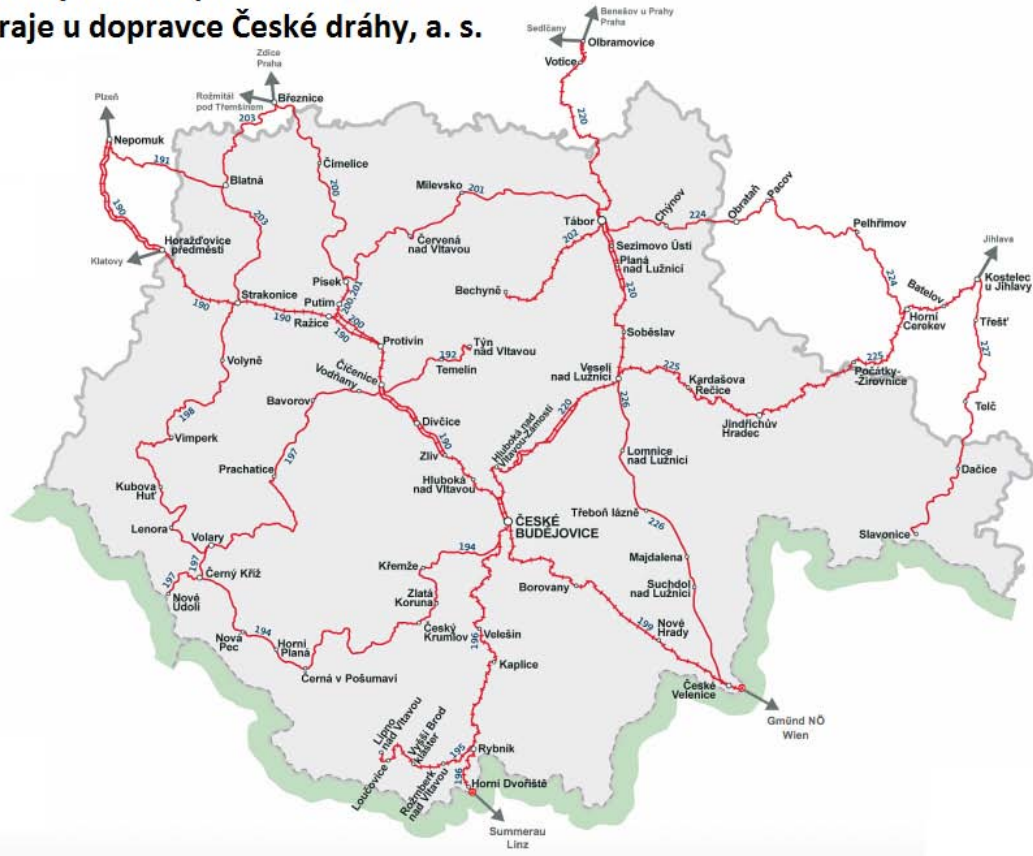 raje u dopravce České dráhy, a. s.
Benešov u Prahy
Praha
Sedlčany
Olbramovice
Votice
220
Zdice
Praha
Plzeň
Rožmitál
pod Třemšínem
Březnice
203
Nepomuk
191
Blatná
Čimelice
200
Milevsko
201
Tábor
Chýnov
224
Obrataň
Pacov
Pelhřimov
Jihlava
190
203
Klatovy
Horažďovice
předměstí
Červená
nad Vltavou
202
Sezimovo Ústí
Planá
nad Lužnicí
220
224
Batelov
Kostelec
u Jihlavy
Písek
Bechyně
Putim
200,201
Strakonice
190
190
Ražice
200
190
Protivín
Soběslav
Horní
Cerekev
Třešť
227
Týn
nad Vltavou
192
Temelín
Volyně
Číčenice
Vodňany
Veselí
nad Lužnicí
225
Kardašova
Řečice
225
Počátky-
-Žirovnice
Bavorov
198
220
226
Jindřichův
Hradec
Telč
Dívčice
190
Hluboká nad
Vltavou-Zámostí
Vimperk
197
Zliv
Lomnice
nad Lužnicí
Prachatice
Hluboká
nad Vltavou
Dačice
Kubova
Huť
Třeboň lázně
226
ČESKÉ
BUDĚJOVICE
Lenora
Volary
Slavonice
194
Majdalena
197
Křemže
Černý Kříž
197
Borovany
Suchdol
nad Lužnicí
Nové
Údolí
Zlatá
Koruna
Český
Krumlov
199
Nové
Hrady
Nová
Pec
194
Horní
Planá
196
Velešín
Kaplice
Černá v Pošumaví
České
Velenice
Gmünd NÖ
Wien
Lipno
nad Vltavou
Vyšší Brod
klášter
195
Rybník
Loučovice
Rožmberk
nad Vltavou
196
Horní Dvořiště
Summerau
Linz